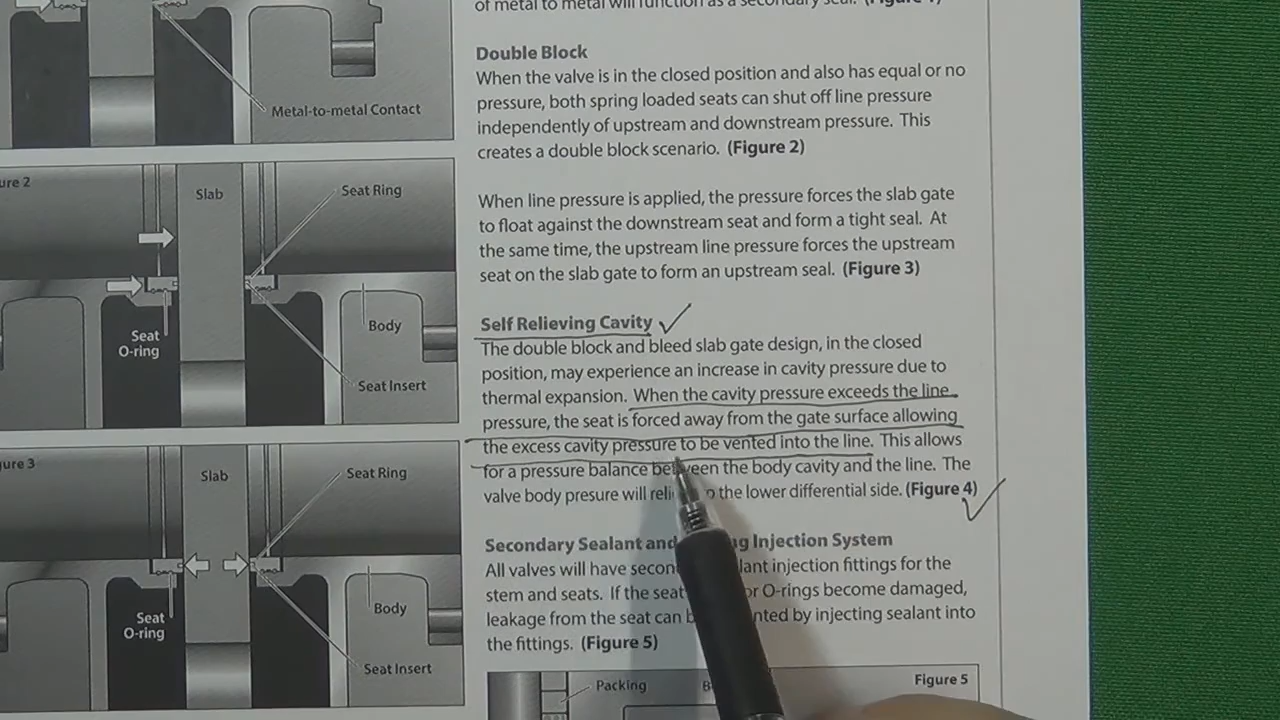 Metal-to-metal Contact
Slab
Seat Ring
Seat
O-ring
Body
Seat Insert
Slab
Seat Ring
Seat
O-ring
Body
Seat Insert
of metal to metal will function as a secondary seal.
Double Block
When the valve is in the closed position and also has equal or no
pressure, both spring loaded seats can shut off line pressure
independently of upstream and downstream pressure. This
creates a double block scenario. (Figure 2)
When line pressure is applied, the pressure forces the slab gate
to float against the downstream seat and form a tight seal. At
the same time, the upstream line pressure forces the upstream
seat on the slab gate to form an upstream seal. (Figure 3)
Self Relieving Cavity
The double block and bleed slab gate design, in the closed
position, may experience an increase in cavity pressure due to
thermal expansion. When the cavity pressure exceeds the line
pressure, the seat is forced away from the gate surface allowing
the excess cavity pressure to be vented into the line. This allows
for a pressure balance between the body cavity and the line. The
valve body presure will the lower differential side. (Figure 4)
Secondary Sealant and Injection System
All valves will have injection fittings for the
stem and seats. If the seat or O-rings become damaged,
leakage from the seat can by injecting sealant into
the fittings. (Figure 5)
Packing
Figure 5